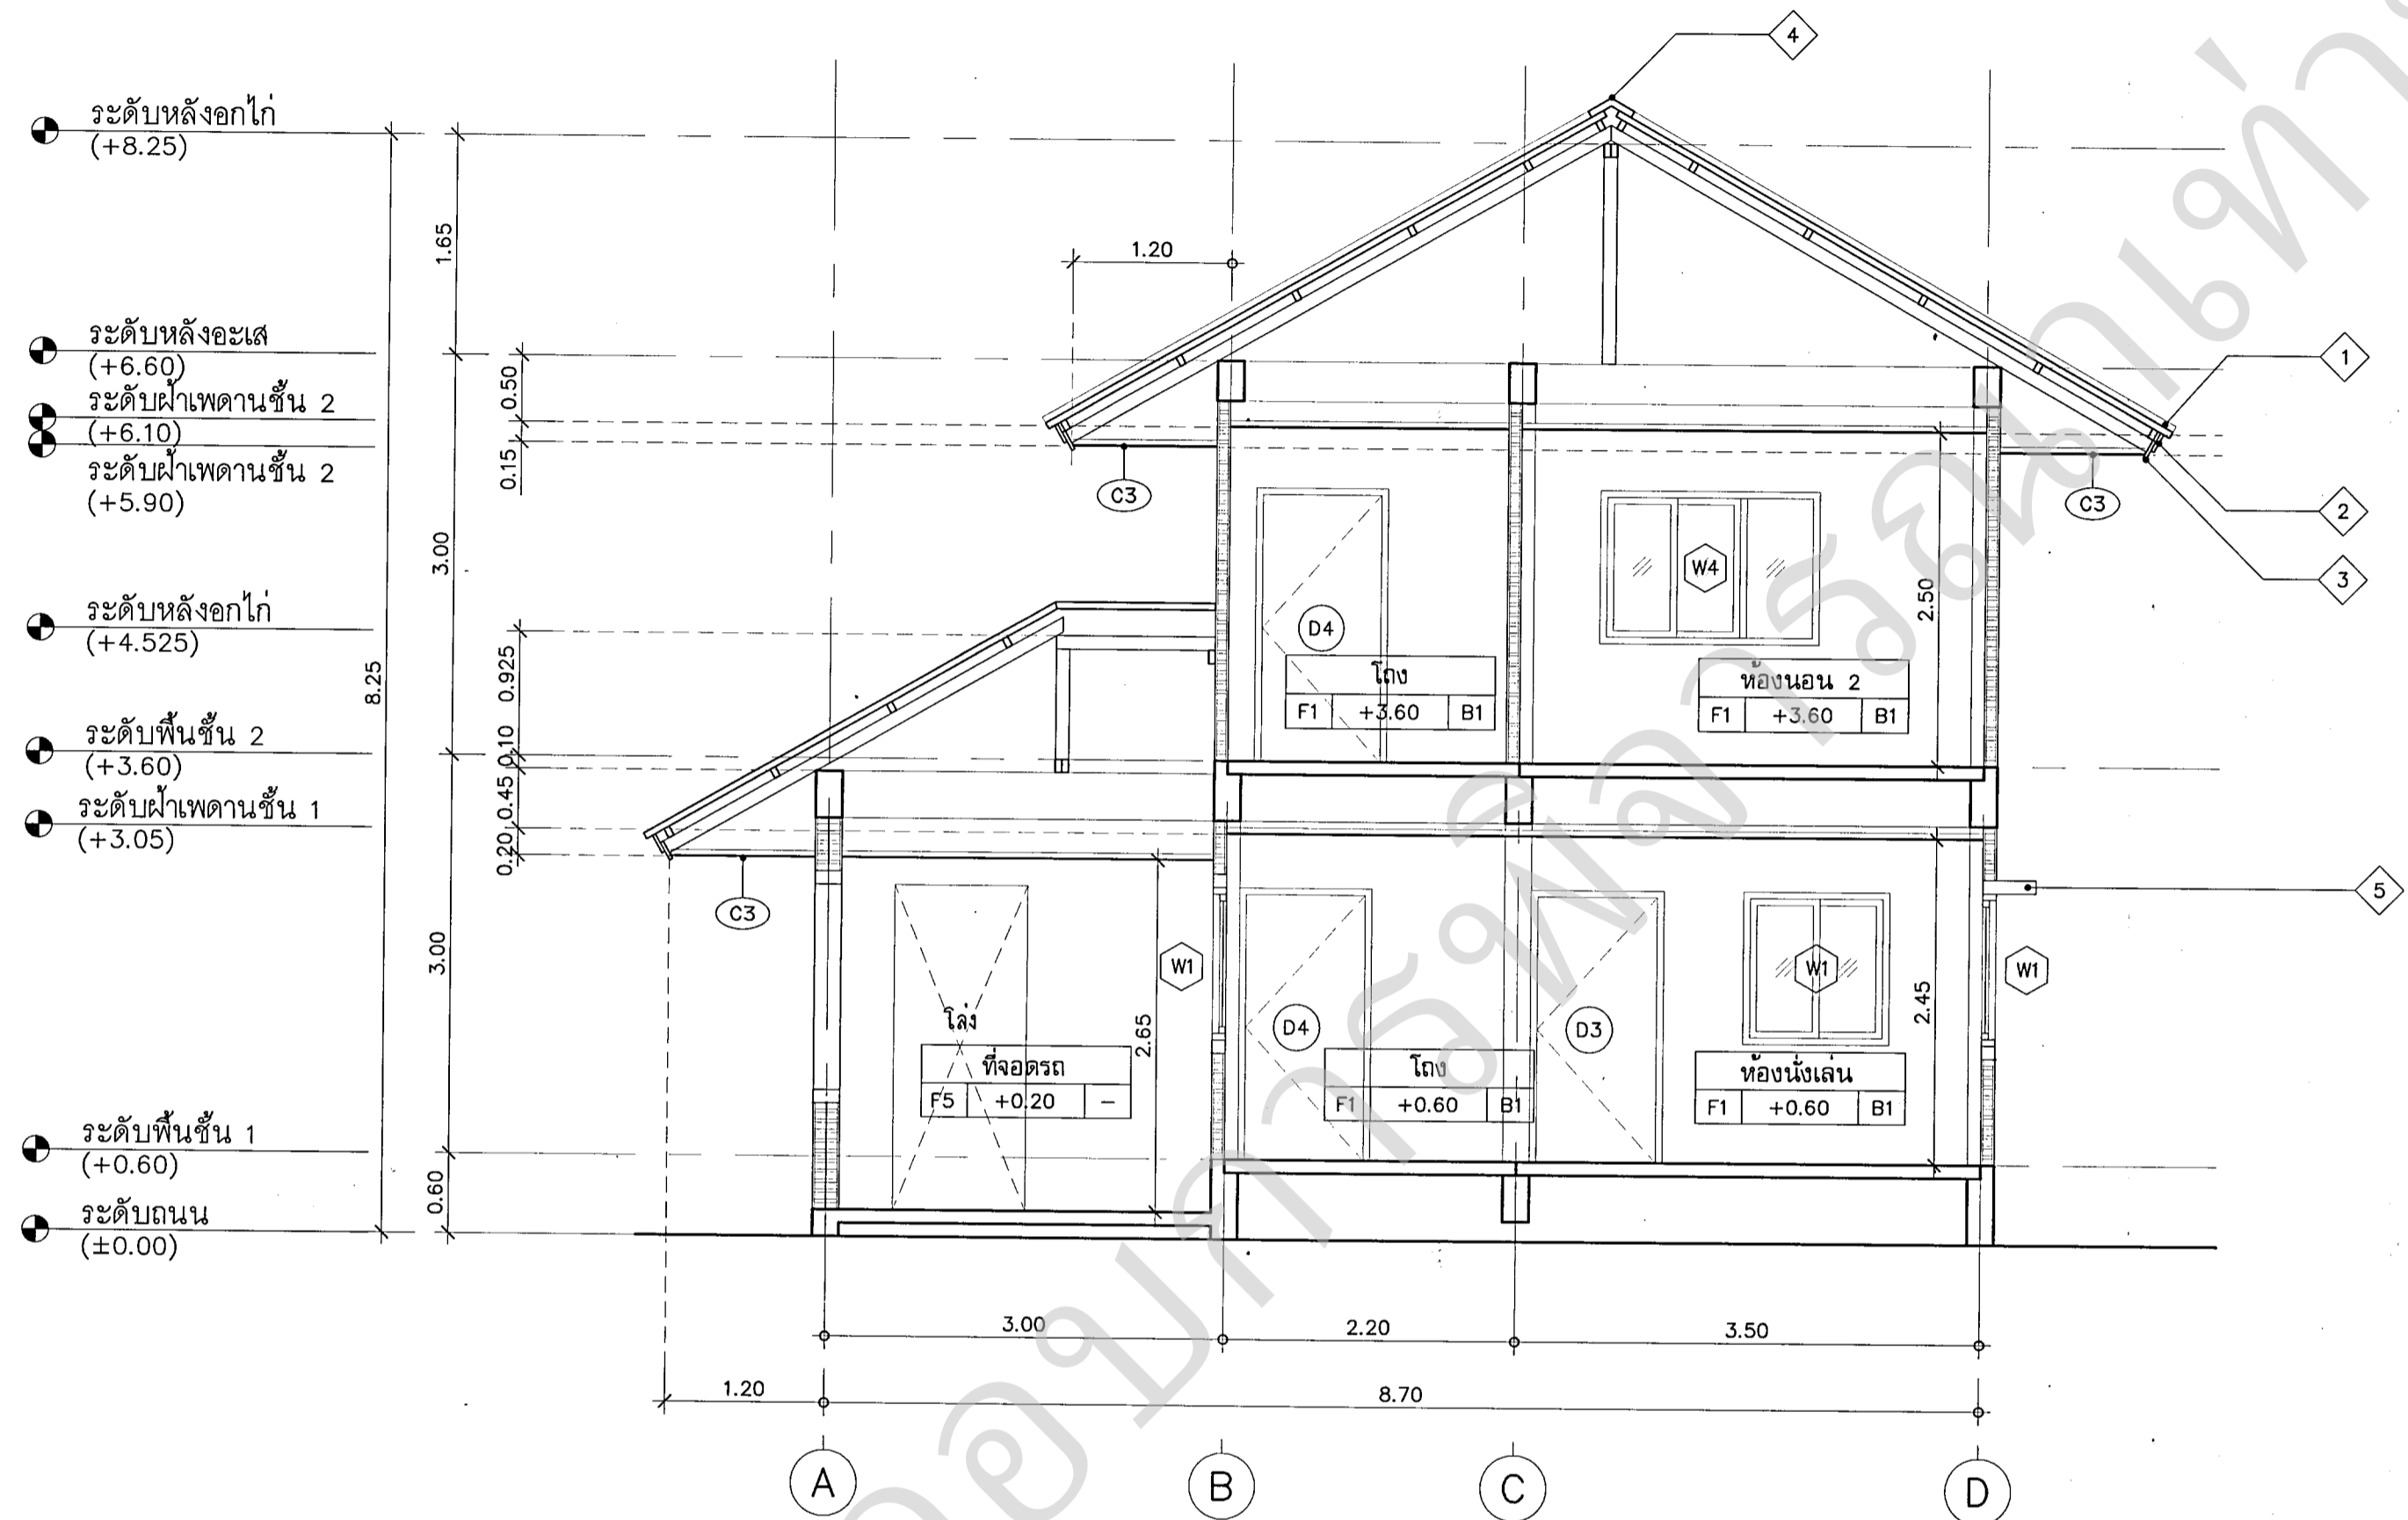 4
ระดับหลังอกไก่
(+8.25)
1.65
1.20
ระดับหลังอะเส
(+6.60)
1
0.50
ระดับฝ้าเพดานชั้น 2
(+6.10)
0.15
ระดับฝ้าเพดานชั้น 2
(+5.90)
C3
C3
2
3.00
W4
3
2.50
ระดับหลังอกไก่
(+4.525)
D4
8.25
0.925
โถง
F1 +3.60 B1
ห้องนอน 2
F1 +3.60 B1
ระดับพื้นชั้น 2
(+3.60)
0.10
0.45
ระดับฝ้าเพดานชั้น 1
(+3.05)
0.20
C3
5
3.00
W1
W1
W1
2.45
โล่ง
2.65
D4
D3
ที่จอดรถ
F5 +0.20 –
โถง
F1 +0.60 B1
ห้องนั่งเล่น
F1 +0.60 B1
ระดับพื้นชั้น 1
(+0.60)
0.60
ระดับถนน
(±0.00)
3.00 2.20 3.50
1.20 8.70
A B C D